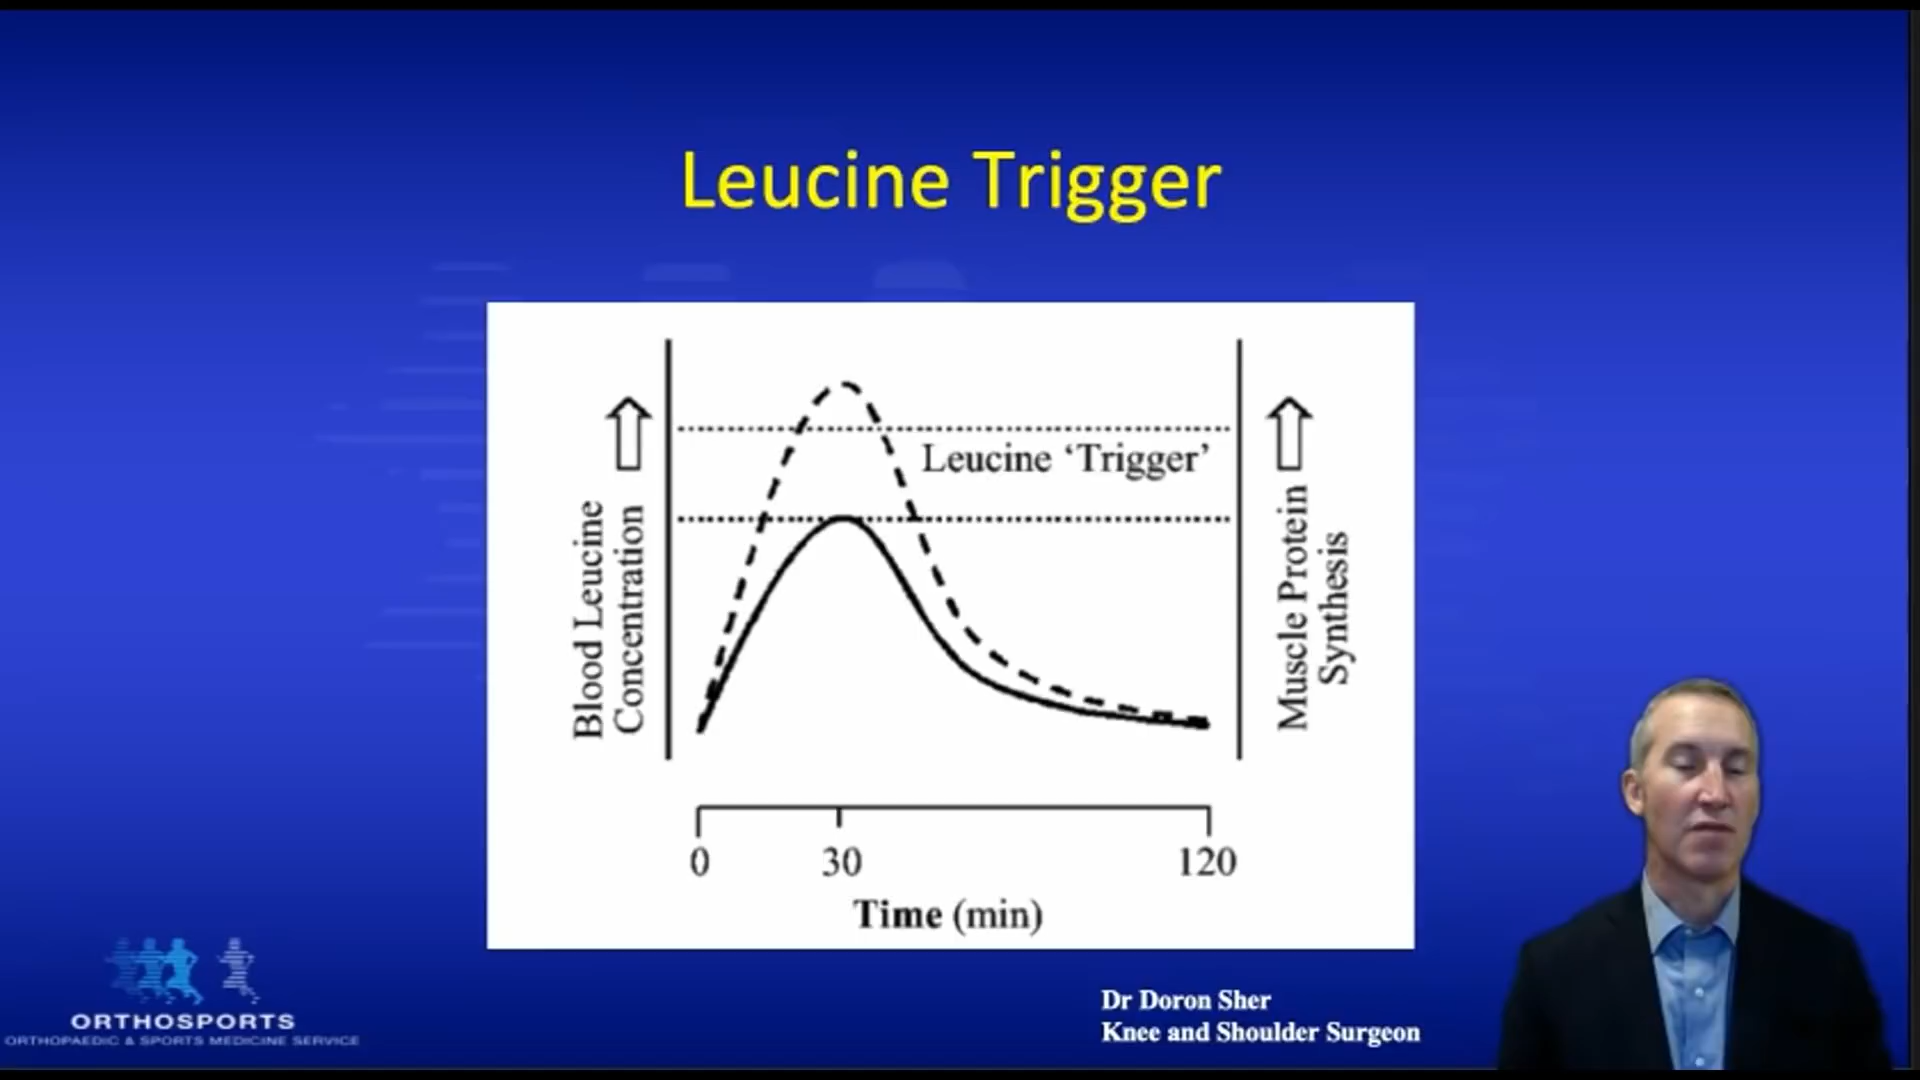 Leucine Trigger
Blood Leucine
Concentration
Leucine ‘Trigger’
Muscle Protein
Synthesis
0 30 120
Time (min)
ORTHOSPORTS
ORTHOPAEDIC & SPORTS MEDICINE SERVICE
Dr Doron Sher
Knee and Shoulder Surgeon